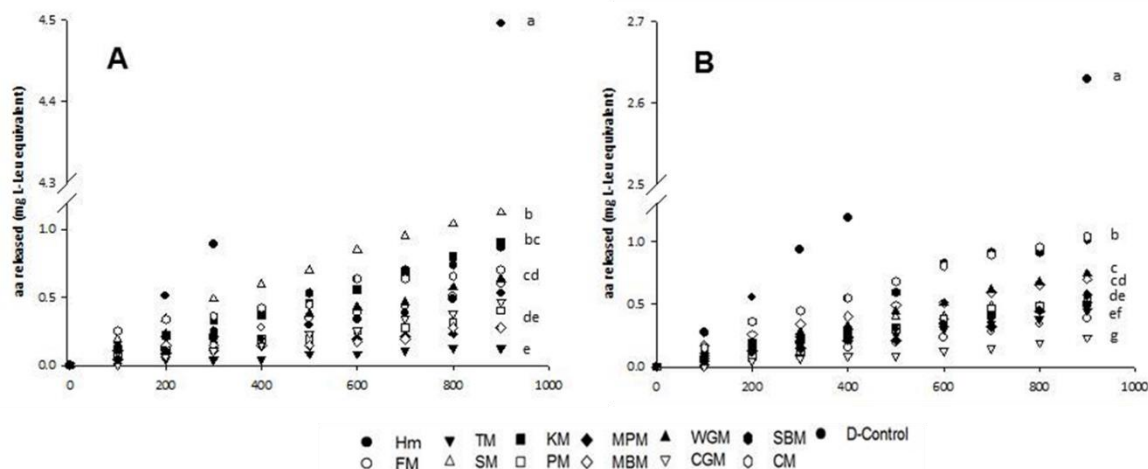 A
aa released (mg L-Leu equivalent)
4.5
4.4
4.3
1.0
0.5
0.0
0 200 400 600 800 1000
a
b
bc
cd
de
e
B
aa released (mg L-Leu equivalent)
2.7
2.6
2.5
1.0
0.5
0.0
0 200 400 600 800 1000
a
b
c
cd
de
ef
g
Hm TM KM MPM WGM SBM D-Control
FM SM PM MBM CGM CM